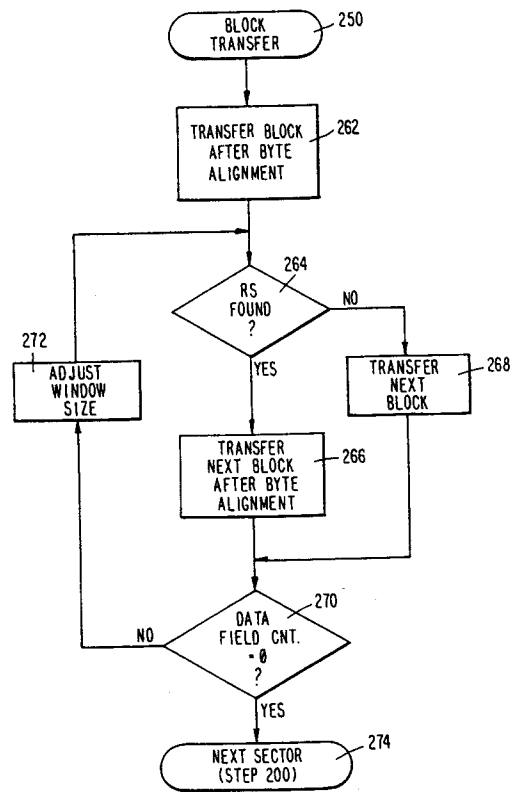 BLOCK
TRANSFER
250
TRANSFER BLOCK
AFTER BYTE
ALIGNMENT
262
RS
FOUND
?
264
NO
YES
272
ADJUST
WINDOW
SIZE
TRANSFER
NEXT
BLOCK
268
TRANSFER
NEXT BLOCK
AFTER BYTE
ALIGNMENT
266
DATA
FIELD CNT.
= 0
?
270
NO
YES
NEXT SECTOR
(STEP 200)
274